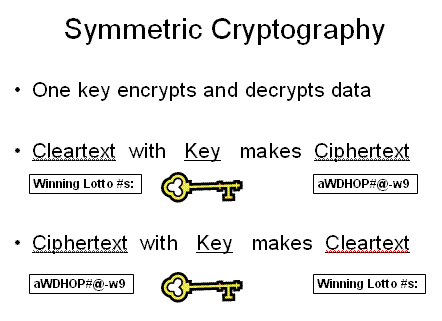 Symmetric Cryptography
• One key encrypts and decrypts data
• Cleartext with Key makes Ciphertext
Winning Lotto #s: aWDHOP#@-w9
• Ciphertext with Key makes Cleartext
aWDHOP#@-w9 Winning Lotto #s: